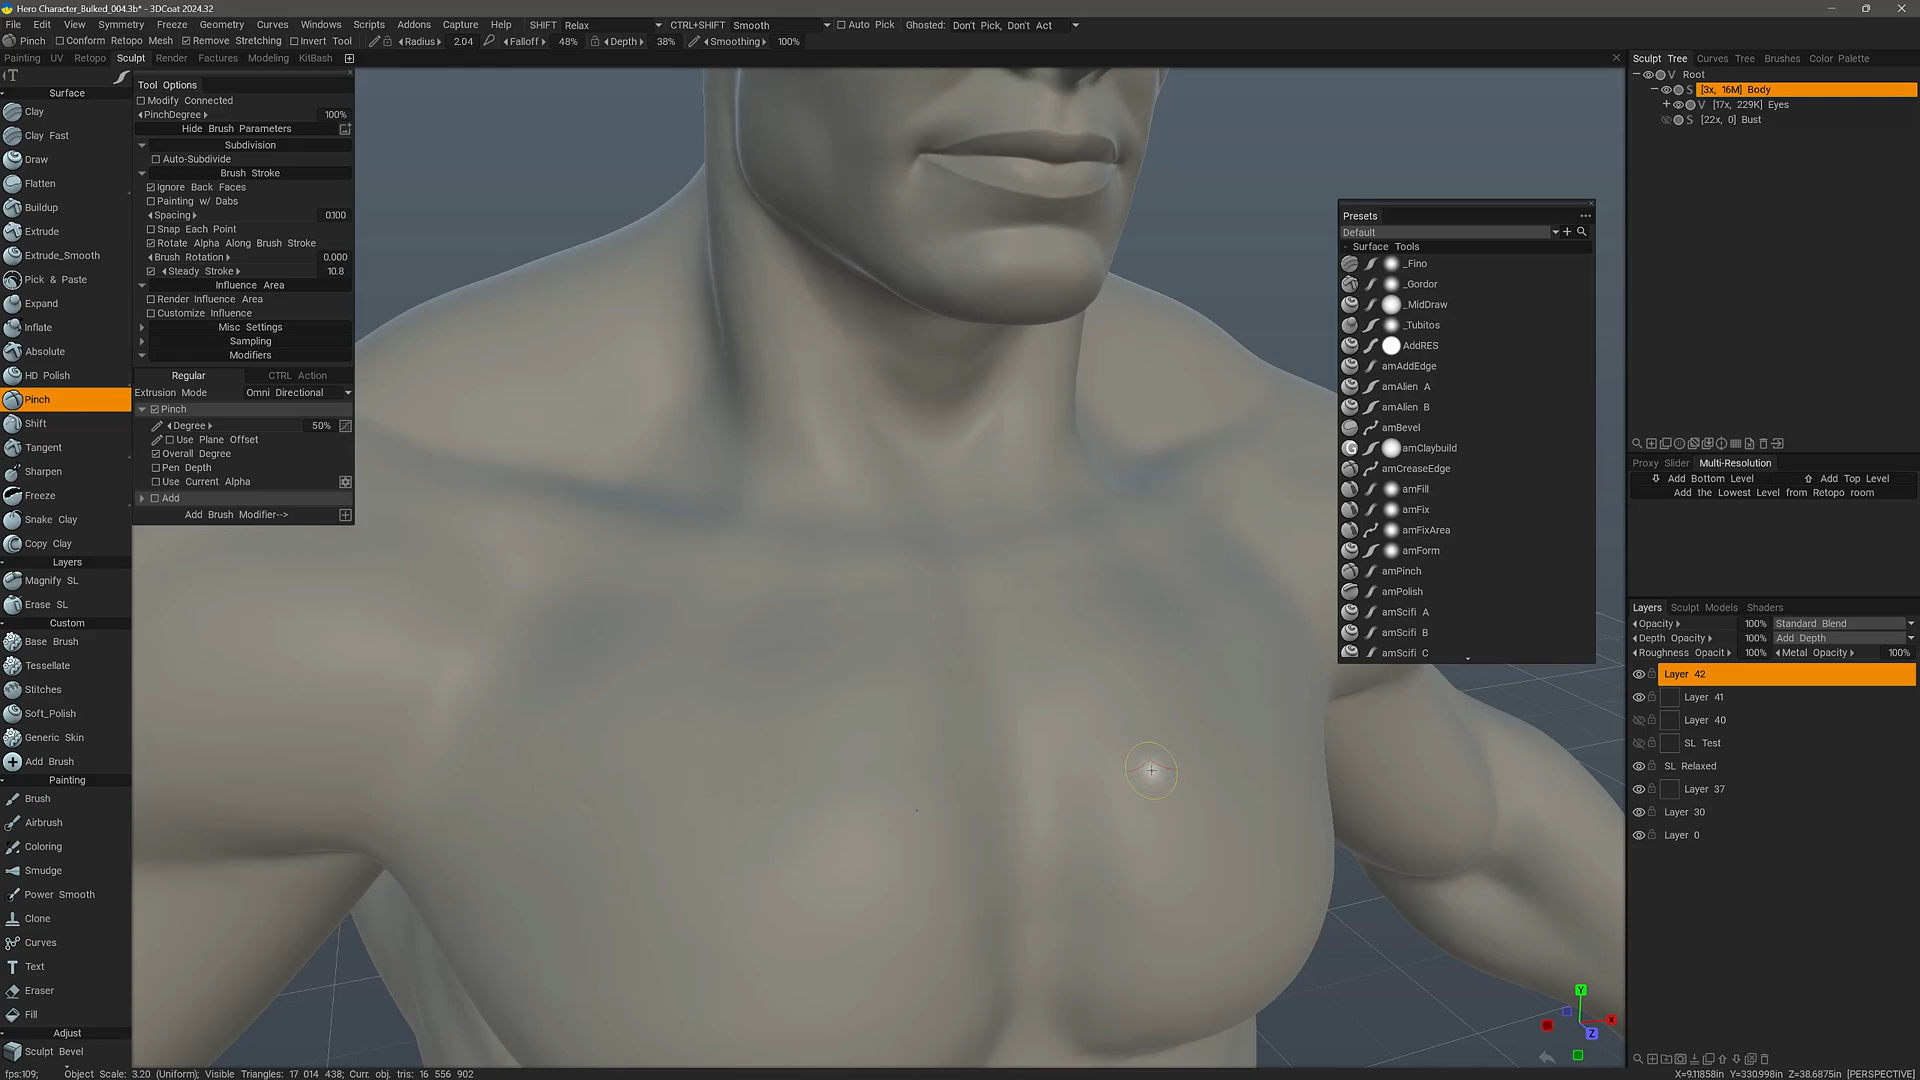 Hero Character_Bulked_004.3b* - 3DCoat 2024.32
File Edit View Symmetry Freeze Geometry Curves Windows Scripts Addons Capture Help SHIFT Relax CTRL+SHIFT Smooth Auto Pick Ghosted: Don't Pick, Don't Act
Pinch Conform Retopo Mesh Remove Stretching Invert Tool Radius 2.04 Falloff 48% Depth 38% Smoothing 100%
Painting UV Retopo Sculpt Render Factures Modeling KitBash
Surface
Clay
Clay Fast
Draw
Flatten
Buildup
Extrude
Extrude_Smooth
Pick & Paste
Expand
Inflate
Absolute
HD Polish
Pinch
Shift
Tangent
Sharpen
Freeze
Snake Clay
Copy Clay
Layers
Magnify SL
Erase SL
Custom
Base Brush
Tessellate
Stitches
Soft_Polish
Generic Skin
Add Brush
Painting
Brush
Airbrush
Coloring
Smudge
Power Smooth
Clone
Curves
Text
Eraser
Fill
Adjust
Sculpt Bevel
Tool Options
Modify Connected
PinchDegree 100%
Hide Brush Parameters
Subdivision
Auto-Subdivide
Brush Stroke
Ignore Back Faces
Painting w/ Dabs
Spacing 0.100
Snap Each Point
Rotate Alpha Along Brush Stroke
Brush Rotation 0.000
Steady Stroke 10.8
Influence Area
Render Influence Area
Customize Influence
Misc Settings
Sampling
Modifiers
Regular CTRL Action
Extrusion Mode Omni Directional
Pinch
Degree 50%
Use Plane Offset
Overall Degree
Pen Depth
Use Current Alpha
Add
Add Brush Modifier-->
Presets
Default
- Surface Tools
_Fino
_Gordor
_MidDraw
_Tubitos
AddRES
amAddEdge
amAlien A
amAlien B
amBevel
amClaybuild
amCreaseEdge
amFill
amFix
amFixArea
amForm
amPinch
amPolish
amScifi A
amScifi B
amScifi C
Sculpt Tree Curves Tree Brushes Color Palette
V Root
S [3x, 16M] Body
V [17x, 229K] Eyes
S [22x, 0] Bust
Proxy Slider Multi-Resolution
Add Bottom Level Add Top Level
Add the Lowest Level from Retopo room
Layers Sculpt Models Shaders
Opacity 100% Standard Blend
Depth Opacity 100% Add Depth
Roughness Opacit 100% Metal Opacity 100%
Layer 42
Layer 41
Layer 40
SL Test
SL Relaxed
Layer 37
Layer 30
Layer 0
Y
X
Z
fps:109; Object Scale: 3.20 (Uniform); Visible Triangles: 17 014 438; Curr. obj. tris: 16 556 902
X=9.11858in Y=330.998in Z=38.6875in [PERSPECTIVE]